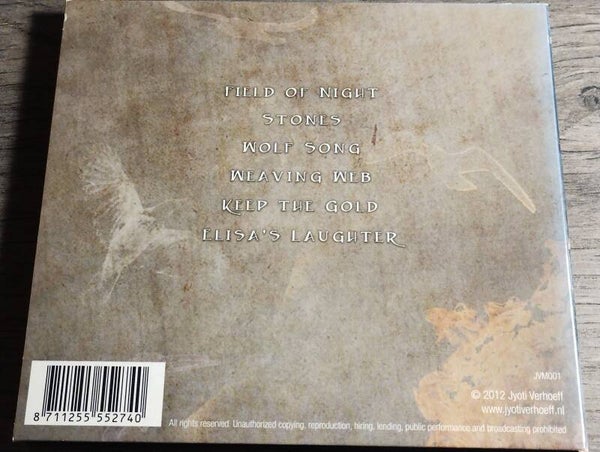 FIELD OF NIGHT
STONES
WOLF SONG
WEAVING WEB
KEEP THE GOLD
ELISA'S LAUGHTER
JVM001
© 2012 Jyoti Verhoeff
www.jyotiverhoeff.nl
8 711255 552740
All rights reserved. Unauthorized copying, reproduction, hiring, lending, public performance and broadcasting prohibited